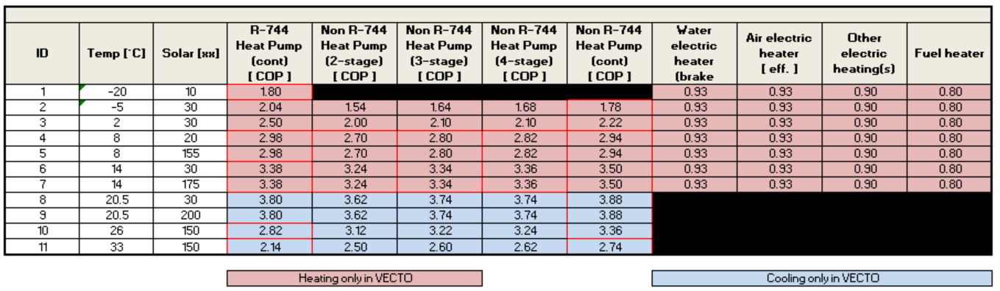 ID Temp [°C] Solar [xx] R-744 Heat Pump (cont) [ COP ] Non R-744 Heat Pump (2-stage) [ COP ] Non R-744 Heat Pump (3-stage) [ COP ] Non R-744 Heat Pump (4-stage) [ COP ] Non R-744 Heat Pump (cont) [ COP ] Water electric heater (brake Air electric heater [ eff. ] Other electric heating(s) Fuel heater
1 -20 10 1.80 0.93 0.93 0.90 0.80
2 -5 30 2.04 1.54 1.64 1.68 1.78 0.93 0.93 0.90 0.80
3 2 30 2.50 2.00 2.10 2.10 2.22 0.93 0.93 0.90 0.80
4 8 20 2.98 2.70 2.80 2.82 2.94 0.93 0.93 0.90 0.80
5 8 155 2.98 2.70 2.80 2.82 2.94 0.93 0.93 0.90 0.80
6 14 30 3.38 3.24 3.34 3.36 3.50 0.93 0.93 0.90 0.80
7 14 175 3.38 3.24 3.34 3.36 3.50 0.93 0.93 0.90 0.80
8 20.5 30 3.80 3.62 3.74 3.74 3.88
9 20.5 200 3.80 3.62 3.74 3.74 3.88
10 26 150 2.82 3.12 3.22 3.24 3.36
11 33 150 2.14 2.50 2.60 2.62 2.74
Heating only in VECTO Cooling only in VECTO